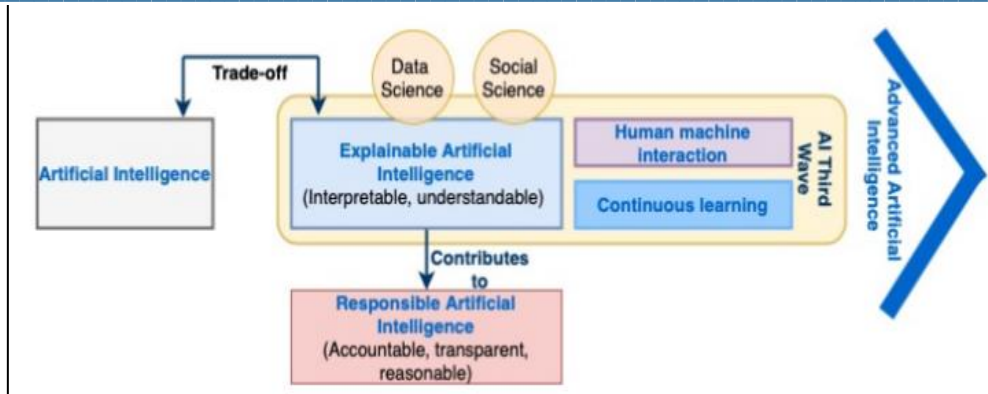 Trade-off
Data
Science
Social
Science
Artificial Intelligence
Explainable Artificial
Intelligence
(Interpretable, understandable)
Human machine
interaction
Continuous learning
AI Third
Wave
Advanced Artificial
Intelligence
Contributes
to
Responsible Artificial
Intelligence
(Accountable, transparent,
reasonable)